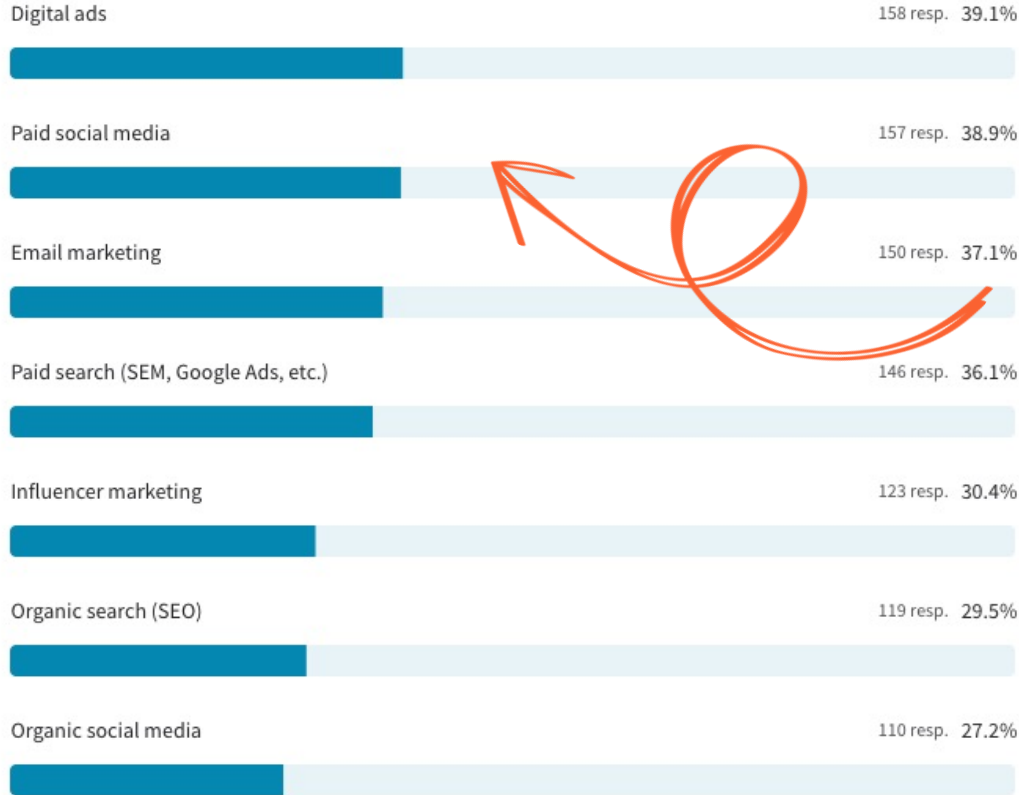 Digital ads 158 resp. 39.1%
Paid social media 157 resp. 38.9%
Email marketing 150 resp. 37.1%
Paid search (SEM, Google Ads, etc.) 146 resp. 36.1%
Influencer marketing 123 resp. 30.4%
Organic search (SEO) 119 resp. 29.5%
Organic social media 110 resp. 27.2%